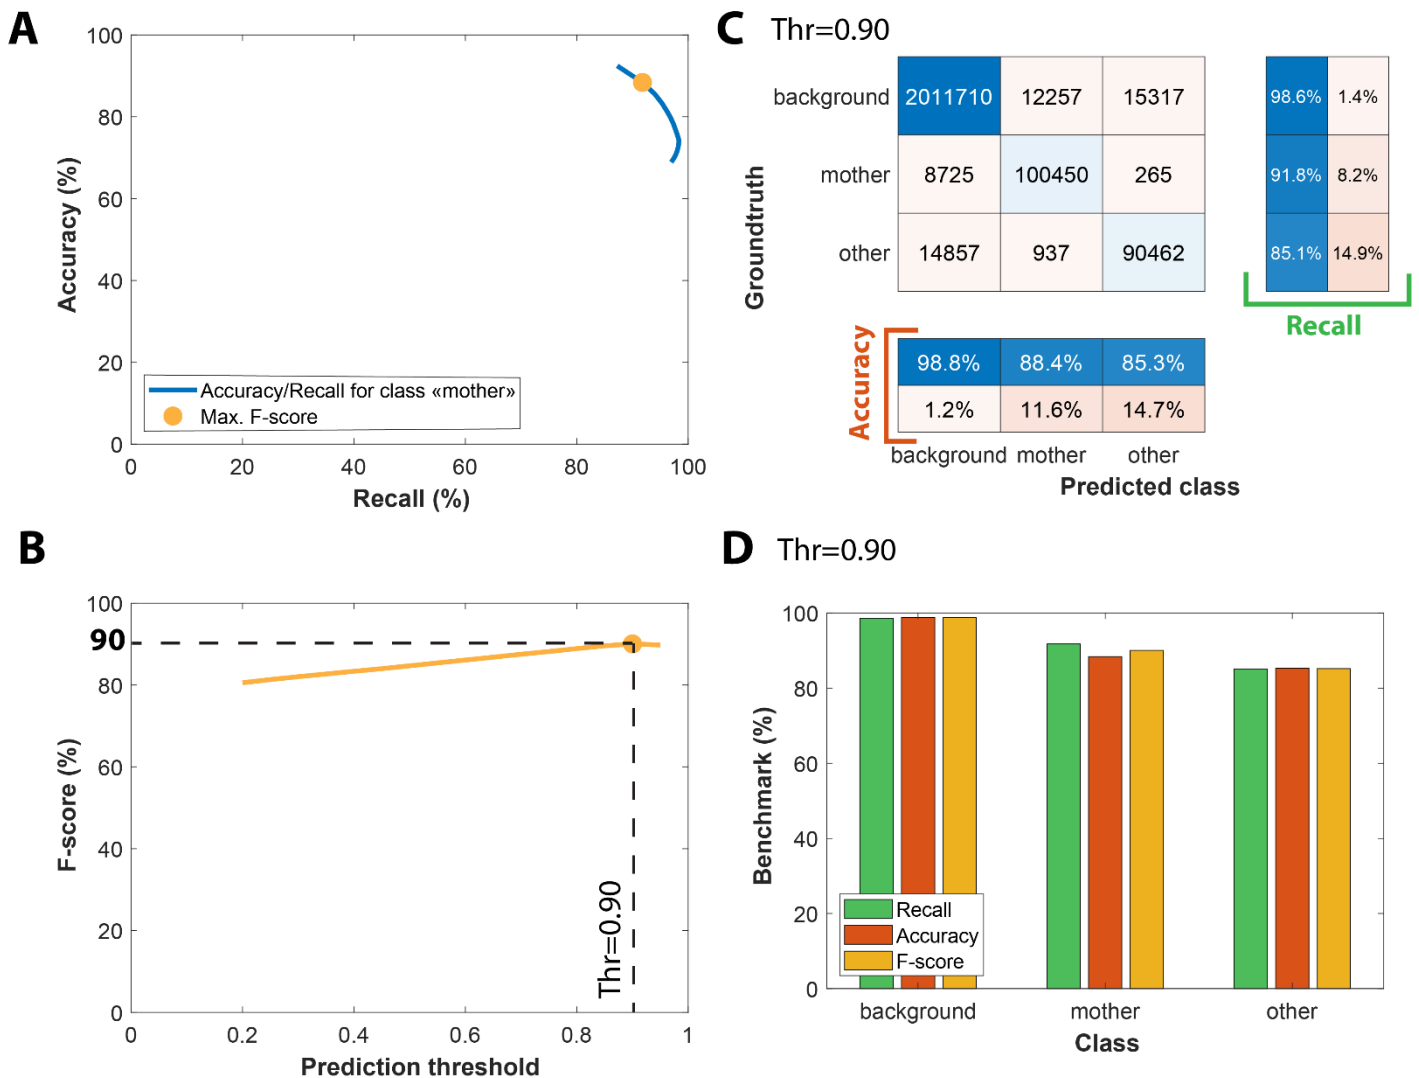 A
100
80
60
40
20
0
Accuracy (%)
Accuracy/Recall for class «mother»
Max. F-score
0 20 40 60 80 100
Recall (%)
C Thr=0.90
Groundtruth
background 2011710 12257 15317 98.6% 1.4%
mother 8725 100450 265 91.8% 8.2%
other 14857 937 90462 85.1% 14.9%
Recall
Accuracy
98.8% 88.4% 85.3%
1.2% 11.6% 14.7%
background mother other
Predicted class
B
100
90
80
60
40
20
0
F-score (%)
Thr=0.90
0 0.2 0.4 0.6 0.8 1
Prediction threshold
D Thr=0.90
100
80
60
40
20
0
Benchmark (%)
Recall
Accuracy
F-score
background mother other
Class